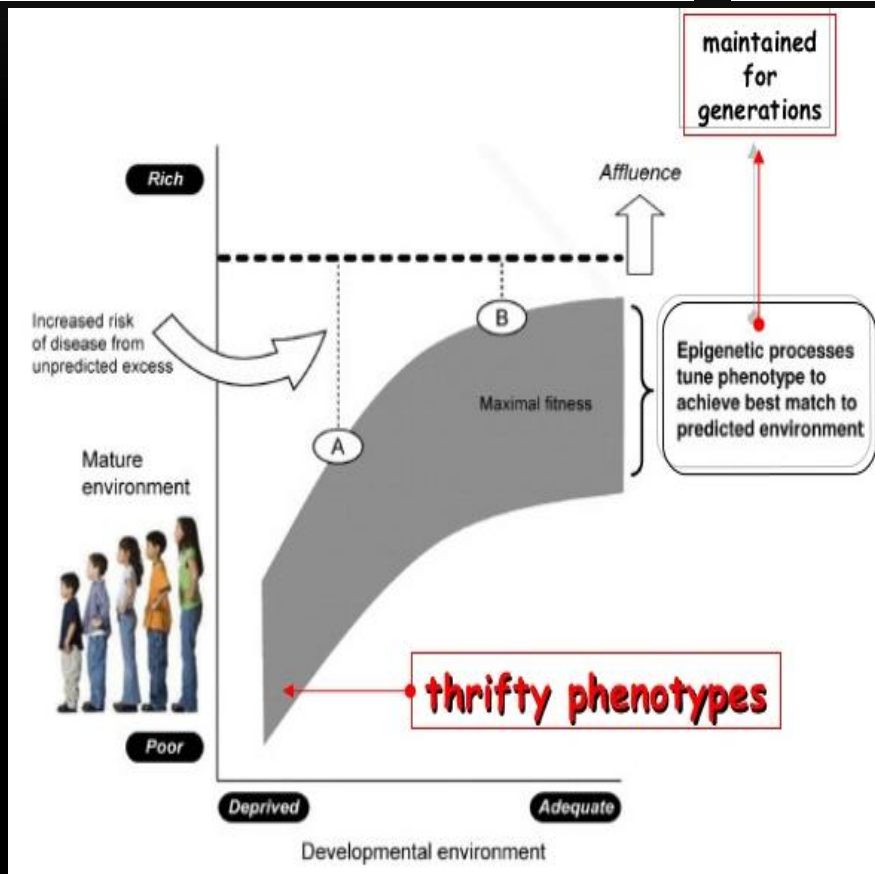 maintained
for
generations
Rich
Affluence
Increased risk
of disease from
unpredicted excess
B
Epigenetic processes
tune phenotype to
achieve best match to
predicted environment
Maximal fitness
A
Mature
environment
thrifty phenotypes
Poor
Deprived
Adequate
Developmental environment